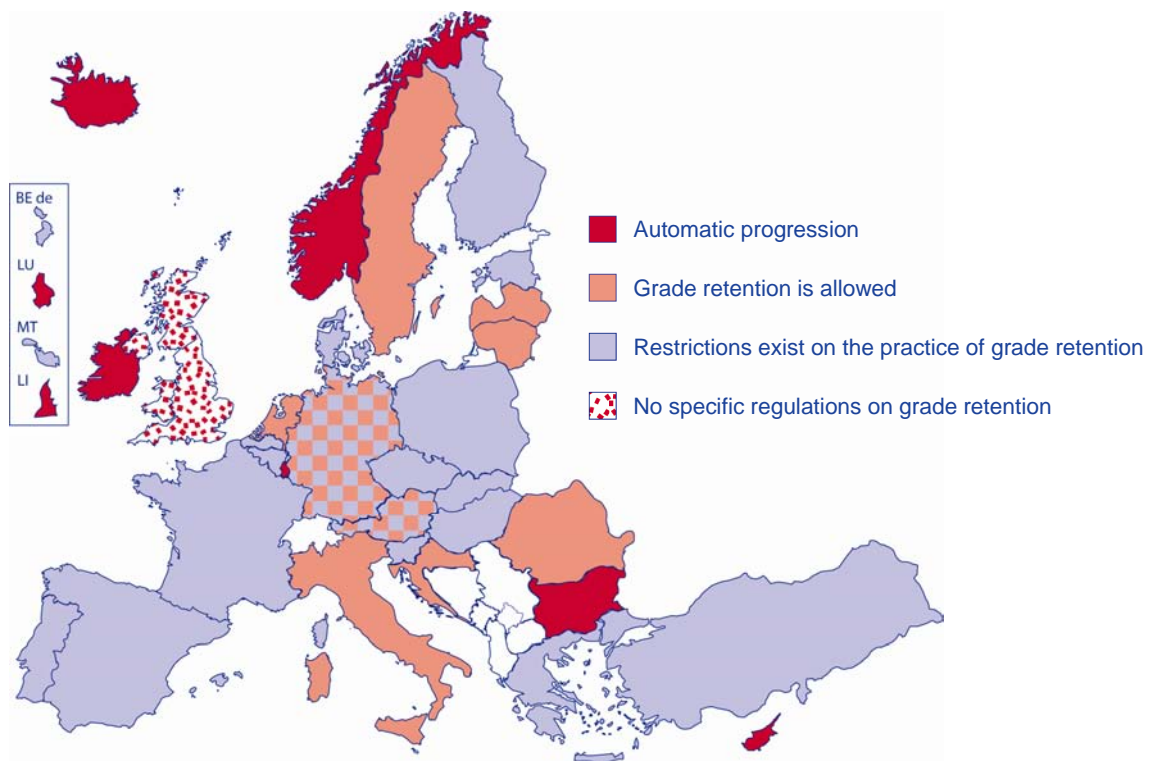 BE de
LU
MT
LI
Automatic progression
Grade retention is allowed
Restrictions exist on the practice of grade retention
No specific regulations on grade retention